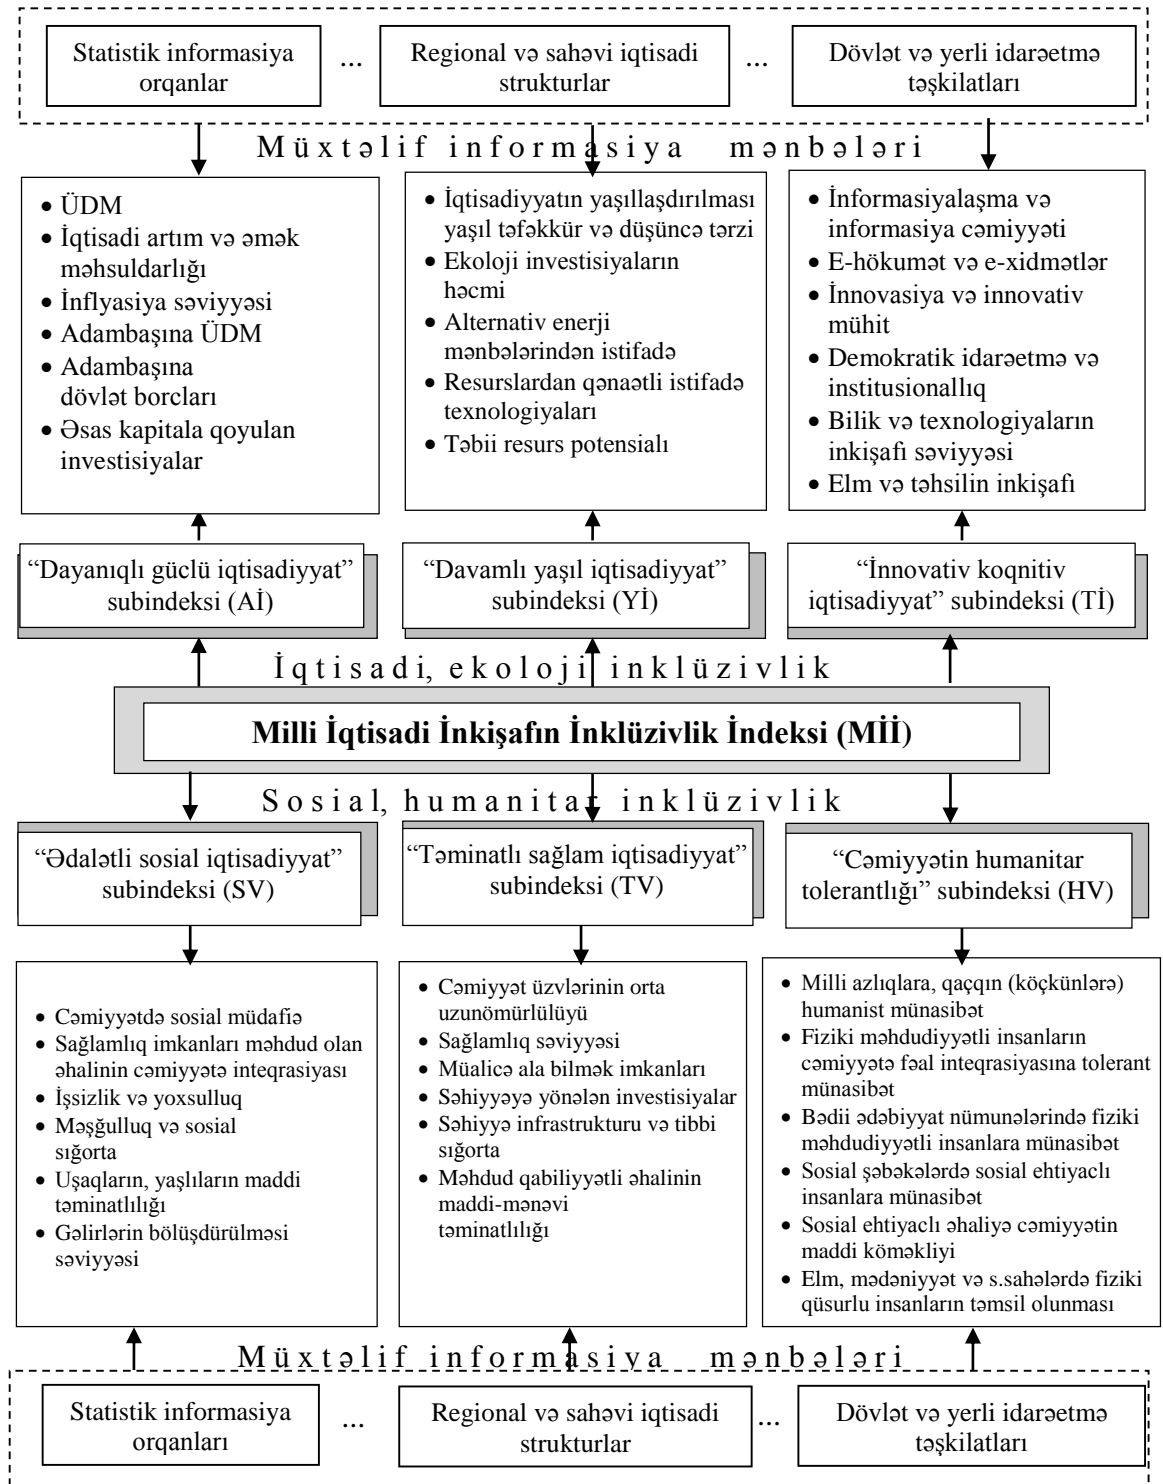 Statistik informasiya
orqanlar
...
Regional və sahəvi iqtisadi
strukturlar
...
Dövlət və yerli idarəetmə
təşkilatları
Müxtəlif informasiya mənbələri
• ÜDM
• İqtisadi artım və əmək
məhsuldarlığı
• İnflyasiya səviyyəsi
• Adambaşına ÜDM
• Adambaşına
dövlət borcları
• Əsas kapitala qoyulan
investisiyalar
• İqtisadiyyatın yaşıllaşdırılması
yaşıl təfəkkür və düşüncə tərzi
• Ekoloji investisiyaların
həcmi
• Alternativ enerji
mənbələrindən istifadə
• Resurslardan qənaətli istifadə
texnologiyaları
• Təbii resurs potensialı
• İnformasiyalaşma və
informasiya cəmiyyəti
• E-hökumət və e-xidmətlər
• İnnovasiya və innovativ
mühit
• Demokratik idarəetmə və
institusionallıq
• Bilik və texnologiyaların
inkişafı səviyyəsi
• Elm və təhsilin inkişafı
“Dayanıqlı güclü iqtisadiyyat”
subindeksi (Aİ)
“Davamlı yaşıl iqtisadiyyat”
subindeksi (Yİ)
“İnnovativ koqnitiv
iqtisadiyyat” subindeksi (Tİ)
İqtisadi, ekoloji inklüzivlik
Milli İqtisadi İnkişafın İnklüzivlik İndeksi (Mİİ)
Sosial, humanitar inklüzivlik
“Ədalətli sosial iqtisadiyyat”
subindeksi (SV)
“Təminatlı sağlam iqtisadiyyat”
subindeksi (TV)
“Cəmiyyətin humanitar
tolerantlığı” subindeksi (HV)
• Cəmiyyətdə sosial müdafiə
• Sağlamlıq imkanları məhdud olan
əhalinin cəmiyyətə inteqrasiyası
• İşsizlik və yoxsulluq
• Məşğulluq və sosial
sığorta
• Uşaqların, yaşlıların maddi
təminatlılığı
• Gəlirlərin bölüşdürülməsi
səviyyəsi
• Cəmiyyət üzvlərinin orta
uzunömürlülüyü
• Sağlamlıq səviyyəsi
• Müalicə ala bilmək imkanları
• Səhiyyəyə yönələn investisiyalar
• Səhiyyə infrastrukturu və tibbi
sığorta
• Məhdud qabiliyyətli əhalinin
maddi-mənəvi
təminatlılığı
• Milli azlıqlara, qaçqın (köçkünlərə)
humanist münasibət
• Fiziki məhdudiyyətli insanların
cəmiyyətə fəal inteqrasiyasına tolerant
münasibət
• Bədii ədəbiyyat nümunələrində fiziki
məhdudiyyətli insanlara münasibət
• Sosial şəbəkələrdə sosial ehtiyaclı
insanlara münasibət
• Sosial ehtiyaclı əhaliyə cəmiyyətin
maddi köməkliyi
• Elm, mədəniyyət və s.sahələrdə fiziki
qüsurlu insanların təmsil olunması
Müxtəlif informasiya mənbələri
Statistik informasiya
orqanları
...
Regional və sahəvi iqtisadi
strukturlar
...
Dövlət və yerli idarəetmə
təşkilatları